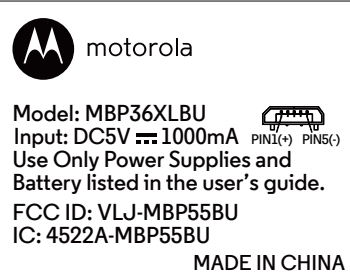 motorola
Model: MBP36XLBU
Input: DC5V ⎓ 1000mA PIN1(+) PIN5(-)
Use Only Power Supplies and
Battery listed in the user's guide.
FCC ID: VLJ-MBP55BU
IC: 4522A-MBP55BU
MADE IN CHINA